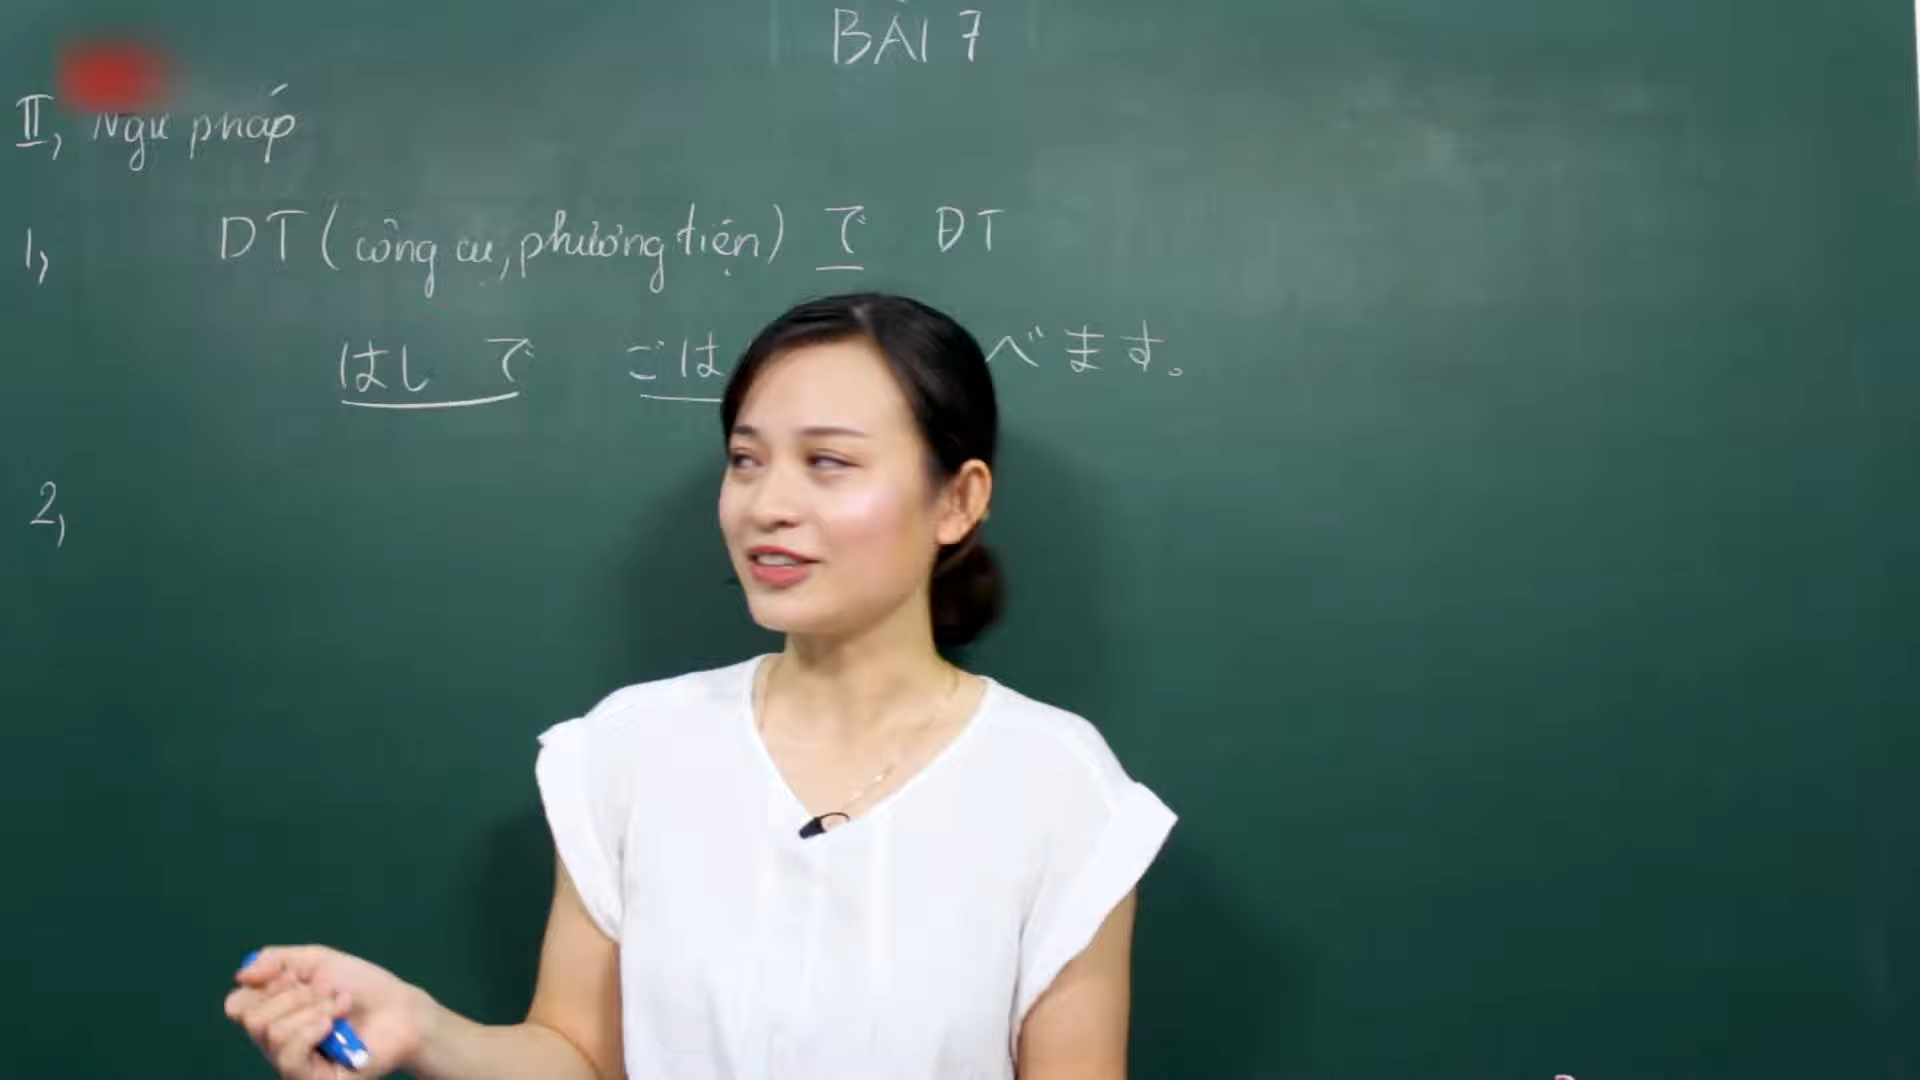 BÀI 7
II, Ngữ pháp
1, DT (công cụ, phương tiện) で ĐT
はし で ごは べます。
2,